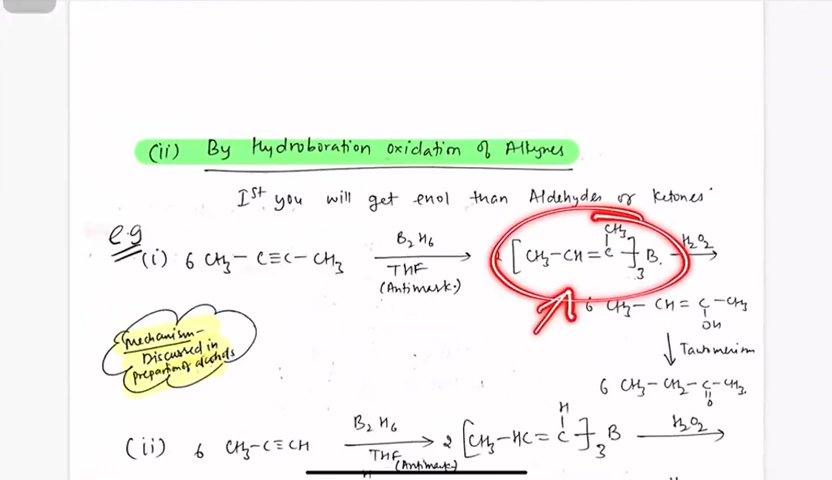 (ii) By Hydroboration oxidation of Alkynes
Ist you will get enol than Aldehydes or Ketones
e.g
(i) 6 CH3 – C≡C – CH3 B2H6 THF (Antimark.) 2 [CH3–CH=C CH3 ]3 B. H2O2
6 CH3 – CH = C – CH3
OH
Mechanism –
Discussed in
preparation of alcohols
Tautomerism
6 CH3 – CH2 – C – CH3.
O
(ii) 6 CH3–C≡CH B2H6 THF (Antimark.) 2 [CH3–HC=C H ]3 B H2O2